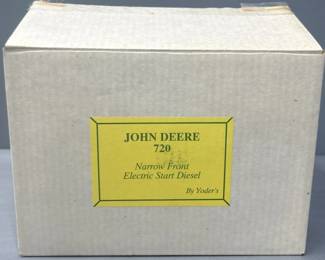 JOHN DEERE
720
Narrow Front
Electric Start Diesel
By Yoder's